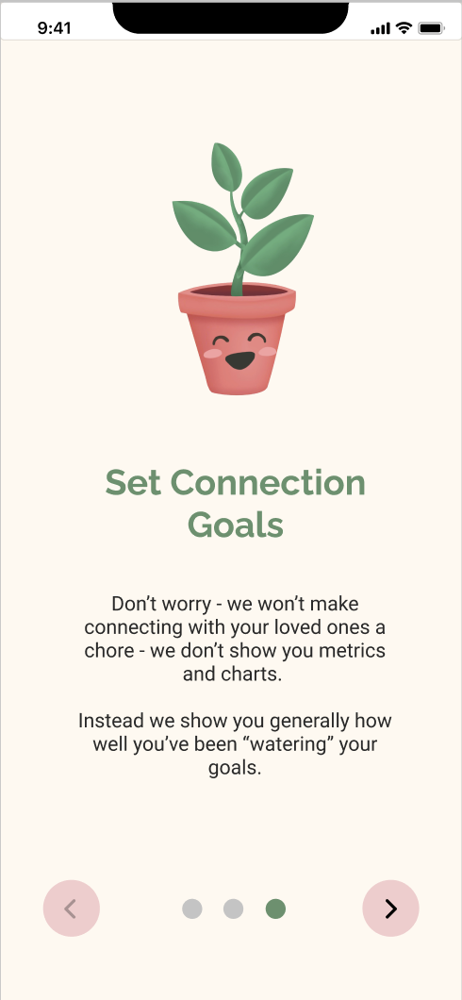 9:41
Set Connection
Goals
Don’t worry - we won’t make
connecting with your loved ones a
chore - we don’t show you metrics
and charts.
Instead we show you generally how
well you’ve been “watering” your
goals.